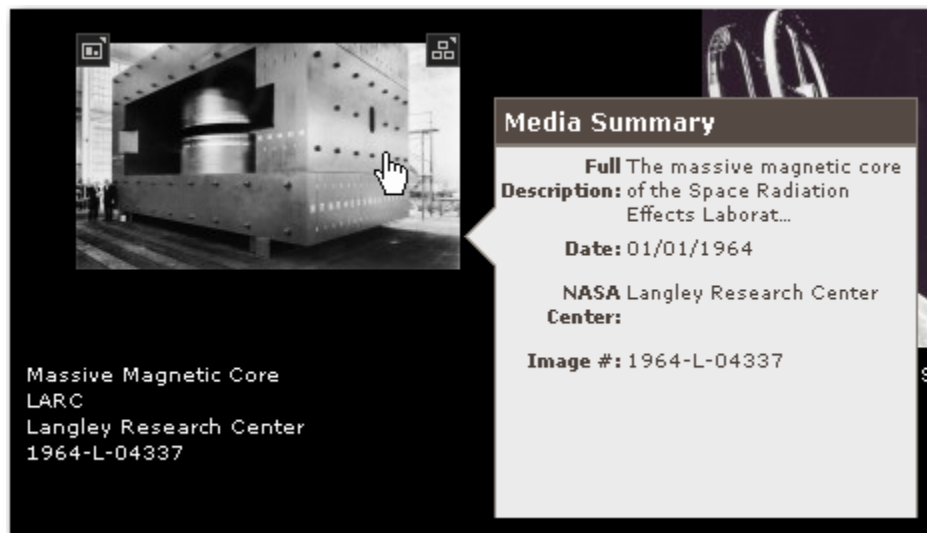 Massive Magnetic Core
LARC
Langley Research Center
1964-L-04337
Media Summary
Full Description: The massive magnetic core
of the Space Radiation
Effects Laborat...
Date: 01/01/1964
NASA Center: Langley Research Center
Image #: 1964-L-04337